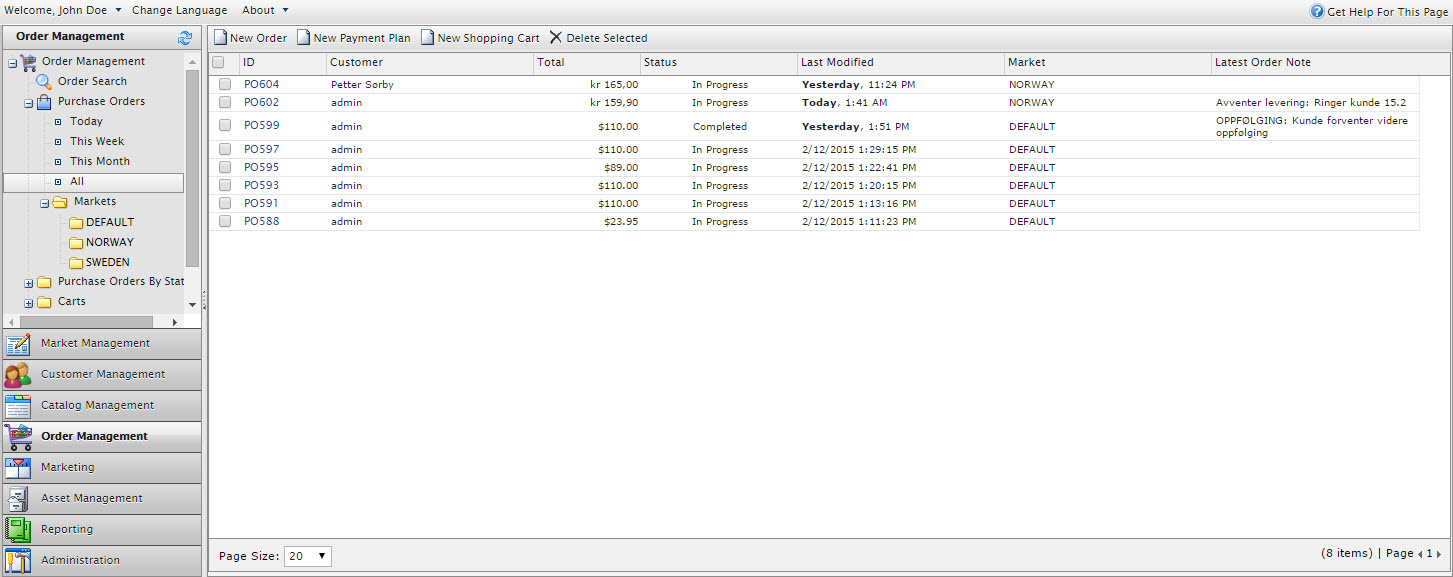 Welcome, John Doe Change Language About Get Help For This Page
Order Management
Order Management
Order Search
Purchase Orders
Today
This Week
This Month
All
Markets
DEFAULT
NORWAY
SWEDEN
Purchase Orders By Stat
Carts
Market Management
Customer Management
Catalog Management
Order Management
Marketing
Asset Management
Reporting
Administration
New Order New Payment Plan New Shopping Cart Delete Selected
ID Customer Total Status Last Modified Market Latest Order Note
PO604 Petter Sørby kr 165,00 In Progress Yesterday, 11:24 PM NORWAY
PO602 admin kr 159,90 In Progress Today, 1:41 AM NORWAY Avventer levering: Ringer kunde 15.2
PO599 admin $110.00 Completed Yesterday, 1:51 PM DEFAULT OPPFØLGING: Kunde forventer videre
oppfølging
PO597 admin $110.00 In Progress 2/12/2015 1:29:15 PM DEFAULT
PO595 admin $89.00 In Progress 2/12/2015 1:22:41 PM DEFAULT
PO593 admin $110.00 In Progress 2/12/2015 1:20:15 PM DEFAULT
PO591 admin $110.00 In Progress 2/12/2015 1:13:16 PM DEFAULT
PO588 admin $23.95 In Progress 2/12/2015 1:11:23 PM DEFAULT
Page Size: 20 (8 items) | Page 1